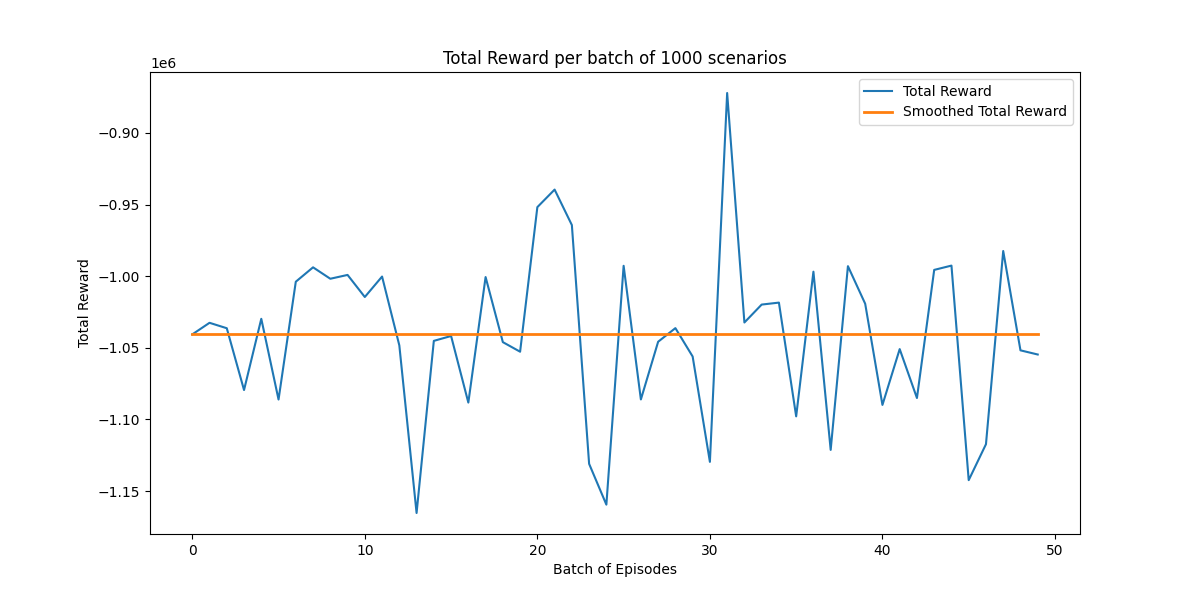 Total Reward per batch of 1000 scenarios
1e6
Total Reward
Smoothed Total Reward
−0.90
−0.95
−1.00
−1.05
−1.10
−1.15
Total Reward
0 10 20 30 40 50
Batch of Episodes